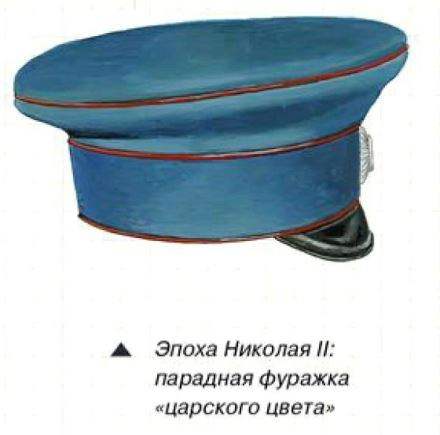 ▲ Эпоха Николая II:
парадная фуражка
«царского цвета»